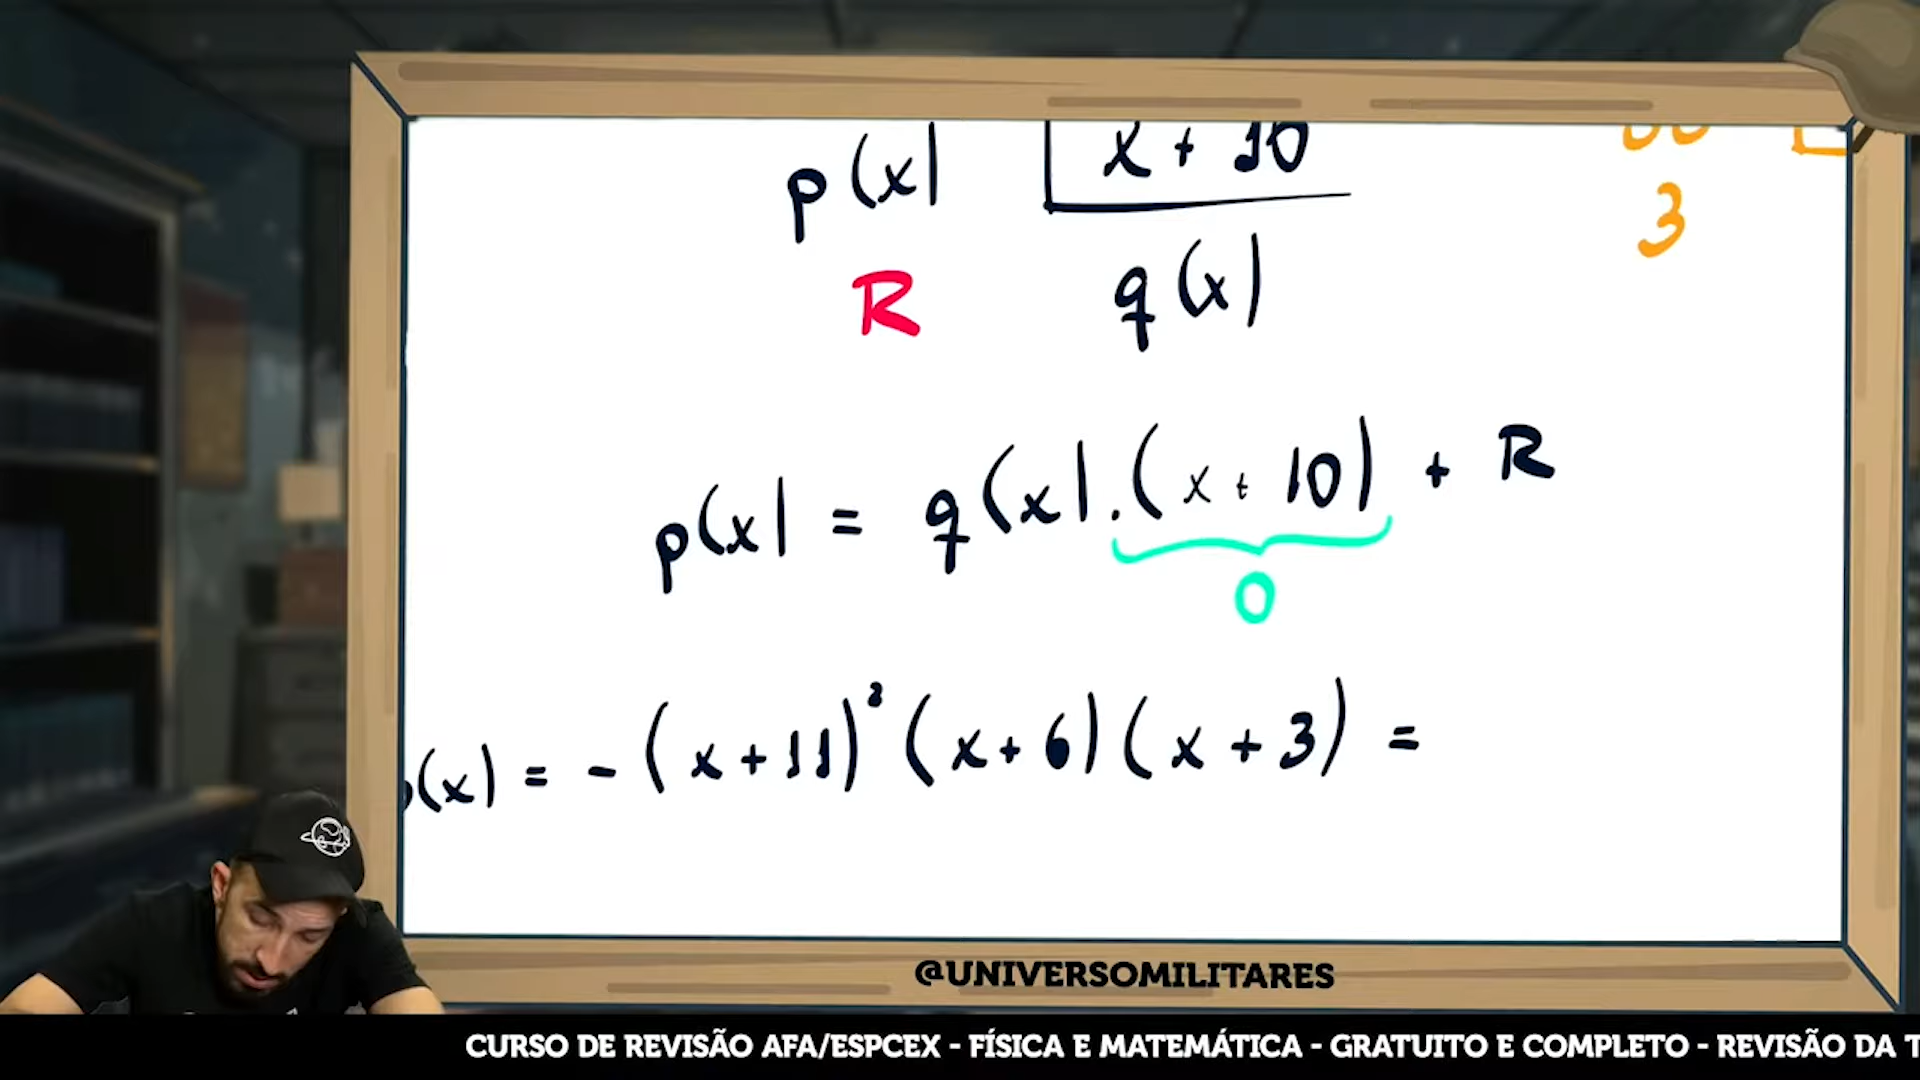 p(x) | x + 10
3
R q(x)
p(x) = q(x).(x + 10) + R
0
(x) = -(x+11)² (x+6)(x+3) =
@UNIVERSOMILITARES
CURSO DE REVISÃO AFA/ESPCEX - FÍSICA E MATEMÁTICA - GRATUITO E COMPLETO - REVISÃO DA T